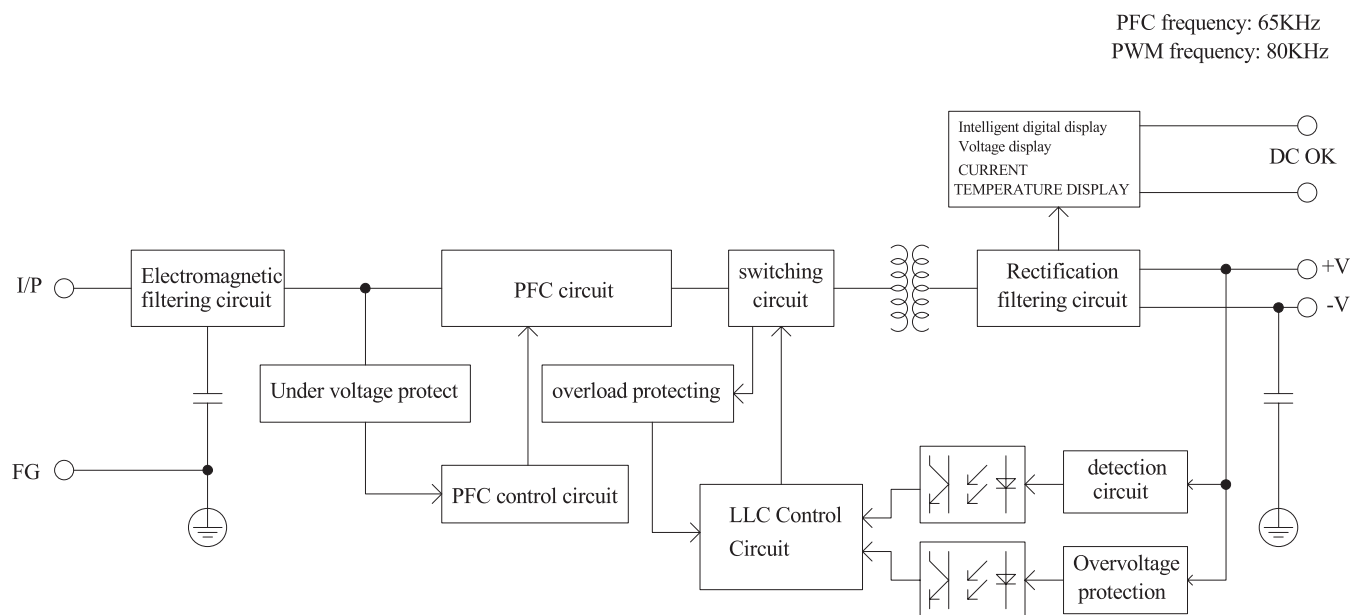 PFC frequency: 65KHz
PWM frequency: 80KHz
Intelligent digital display
Voltage display
CURRENT
TEMPERATURE DISPLAY
DC OK
I/P
Electromagnetic
filtering circuit
PFC circuit
switching
circuit
Rectification
filtering circuit
+V
-V
Under voltage protect
overload protecting
FG
PFC control circuit
LLC Control
Circuit
detection
circuit
Overvoltage
protection